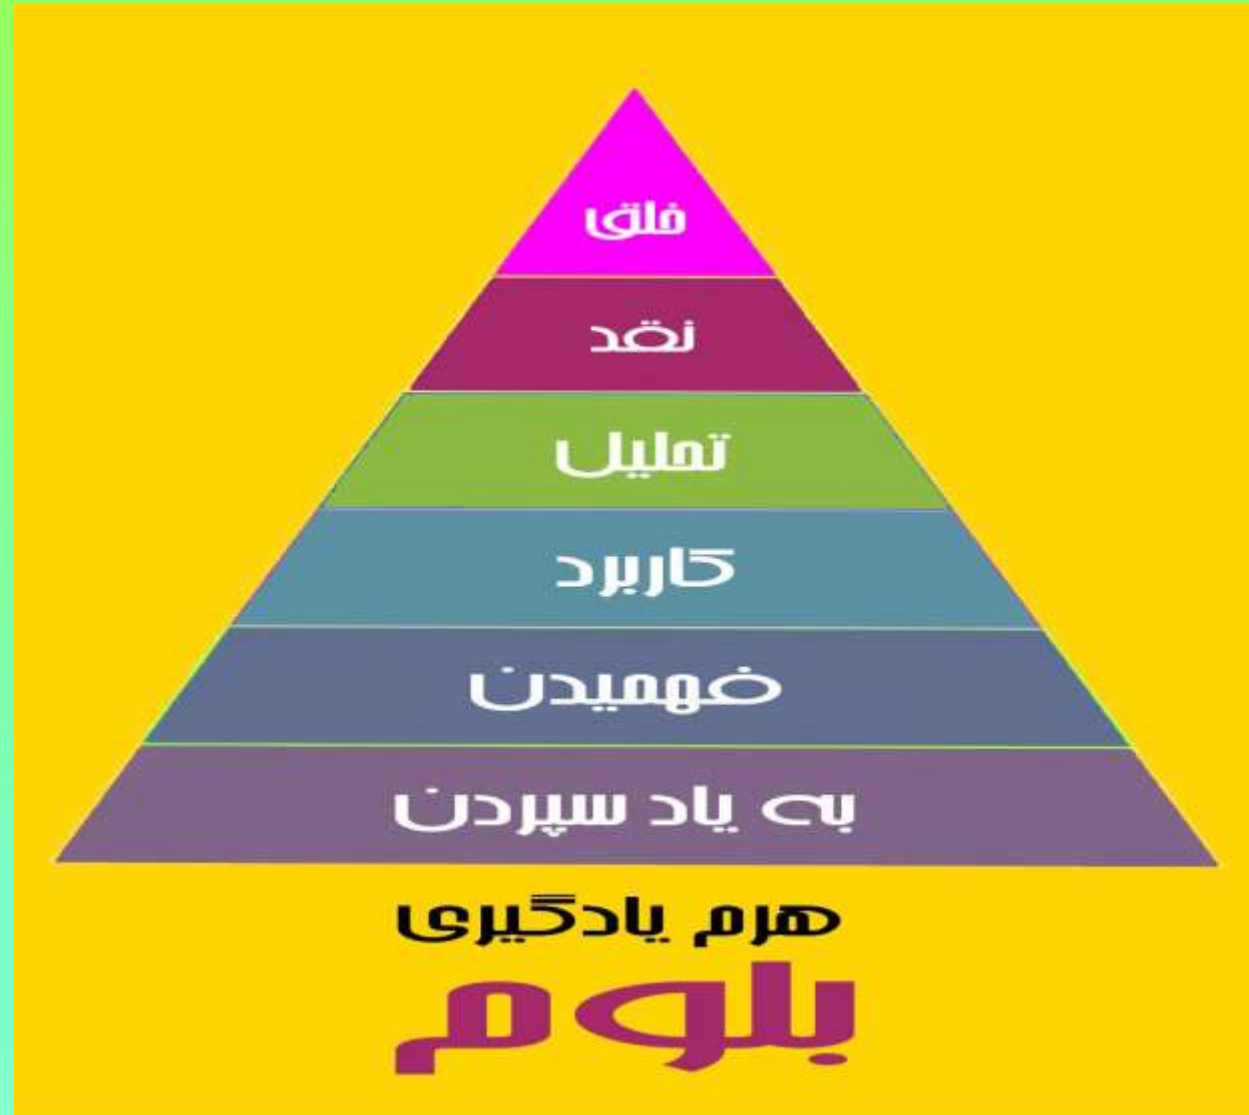 خلق
نقد
تحلیل
کاربرد
فهمیدن
به یاد سپردن
هرم یادگیری
بلوم